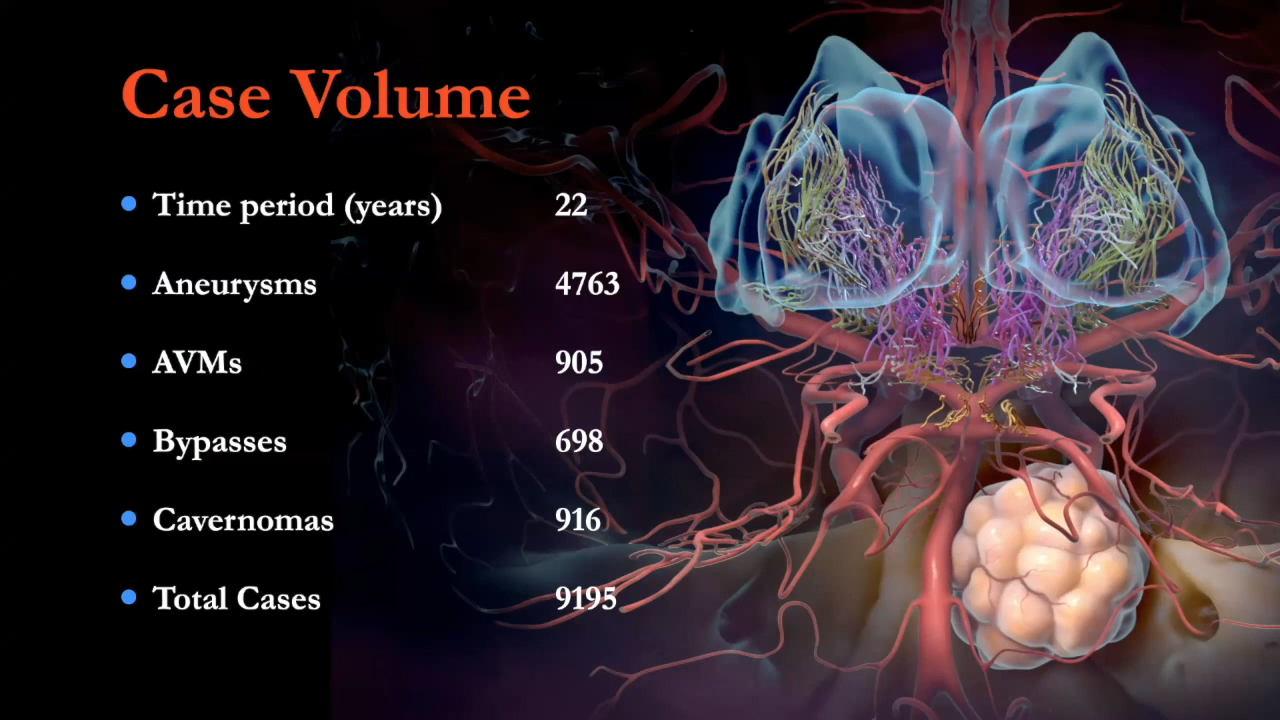 Case Volume
Time period (years) 22
Aneurysms 4763
AVMs 905
Bypasses 698
Cavernomas 916
Total Cases 9195